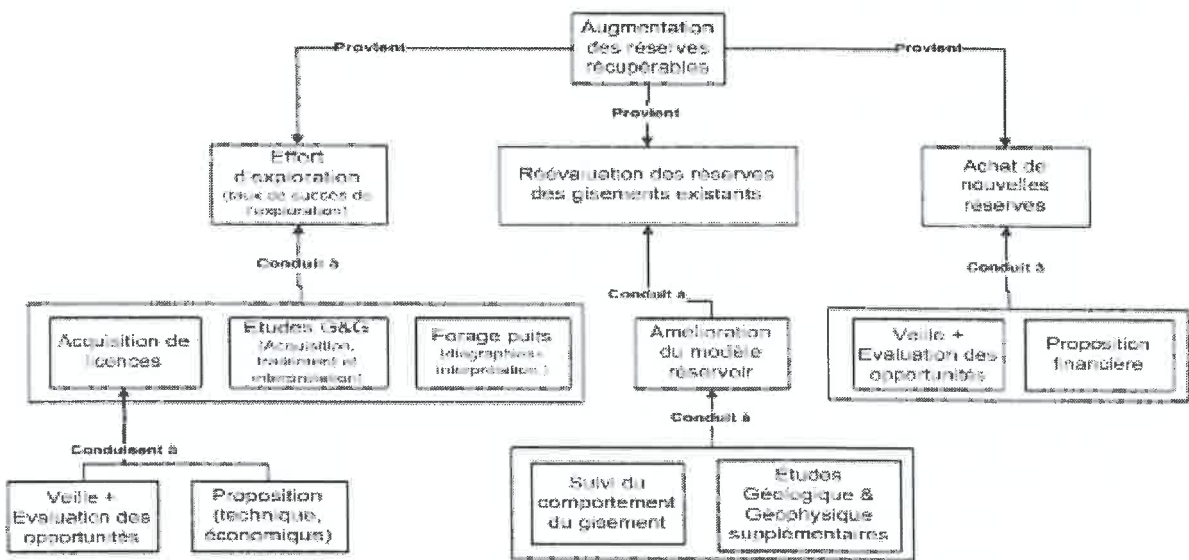 Augmentation
des réserves
récupérables
Provient
Provient
Provient
Effort
d'exploration
(taux de succès de
l'exploration)
Réévaluation des réserves
des gisements existants
Achat de
nouvelles
réserves
Conduit à
Conduit à
Conduit à
Acquisition de
licences
Etudes G&G
(Acquisition,
traitement et
interprétation)
Forage puits
(diagraphies
interprétation.)
Amélioration
du modèle
réservoir
Veille +
Evaluation des
opportunités
Proposition
financière
Conduisent à
Conduit à
Veille +
Evaluation des
opportunités
Proposition
(technique,
économique)
Suivi du
comportement
du gisement
Etudes
Géologique &
Géophysique
supplémentaires